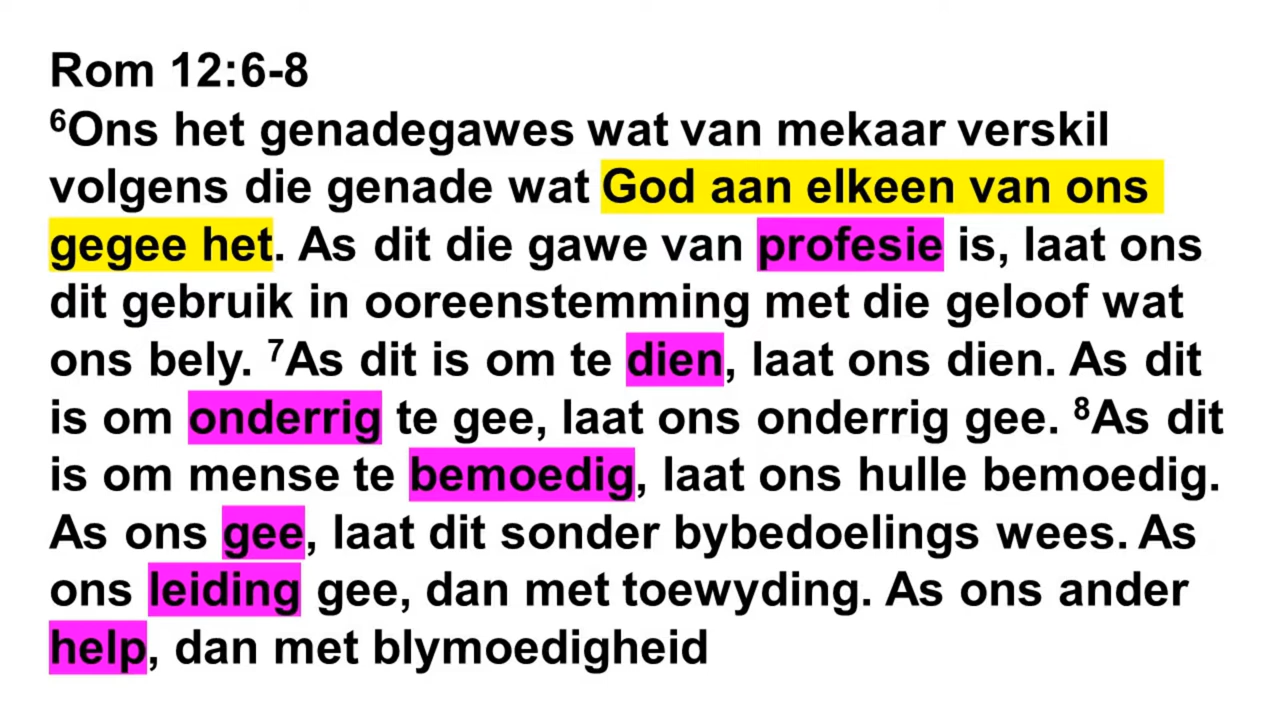 Rom 12:6-8
⁶Ons het genadegawes wat van mekaar verskil
volgens die genade wat God aan elkeen van ons
gegee het. As dit die gawe van profesie is, laat ons
dit gebruik in ooreenstemming met die geloof wat
ons bely. ⁷As dit is om te dien, laat ons dien. As dit
is om onderrig te gee, laat ons onderrig gee. ⁸As dit
is om mense te bemoedig, laat ons hulle bemoedig.
As ons gee, laat dit sonder bybedoelings wees. As
ons leiding gee, dan met toewyding. As ons ander
help, dan met blymoedigheid